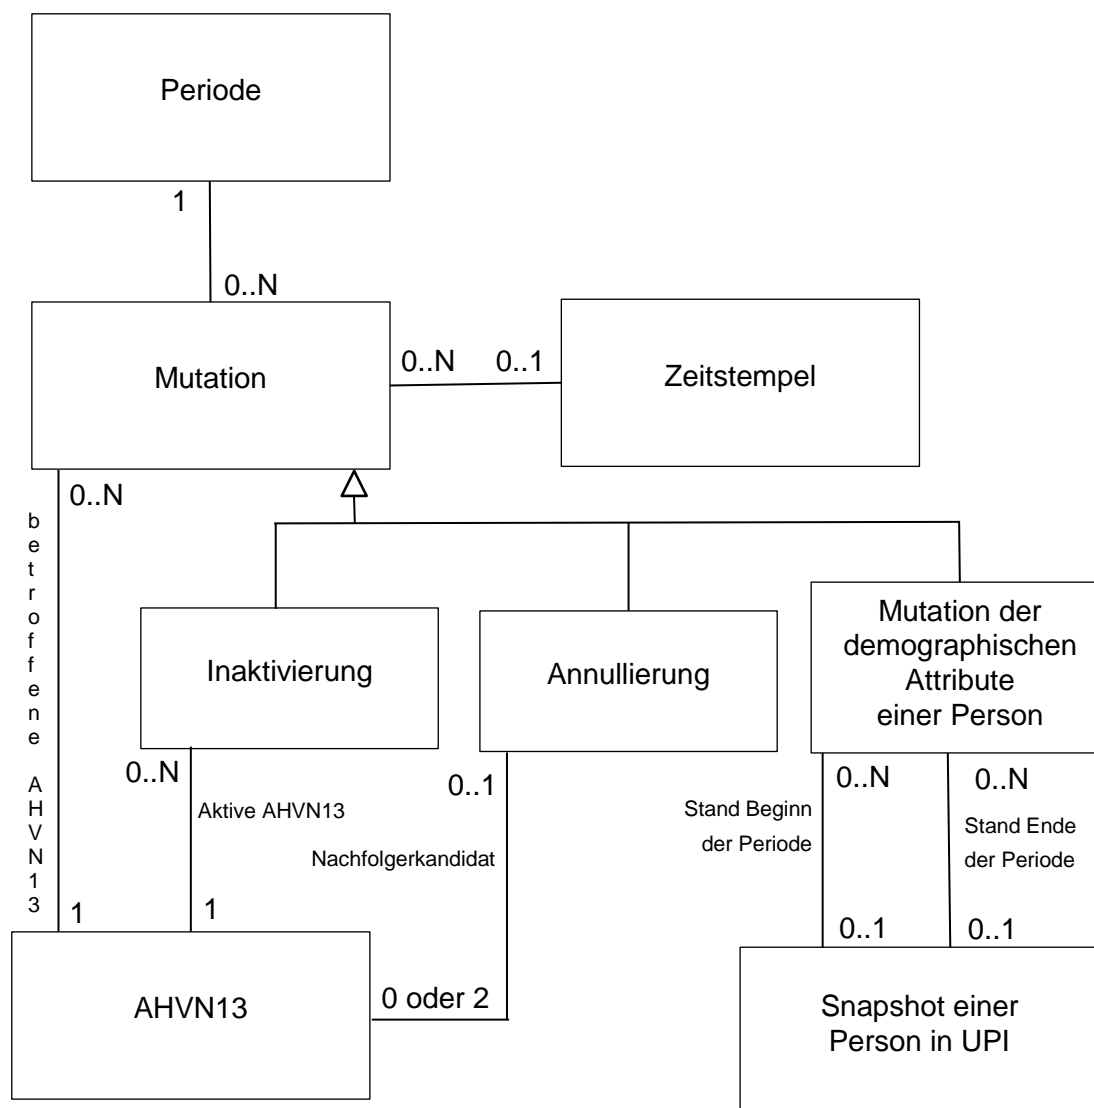 Periode
1
0..N
Mutation
0..N 0..1
Zeitstempel
0..N
betroffene AHVN13
Inaktivierung
Annullierung
Mutation der
demographischen
Attribute
einer Person
0..N
Aktive AHVN13
0..1
Nachfolgerkandidat
0..N
0..N
Stand Beginn
der Periode
Stand Ende
der Periode
1
1
0..1
0..1
AHVN13
0 oder 2
Snapshot einer
Person in UPI